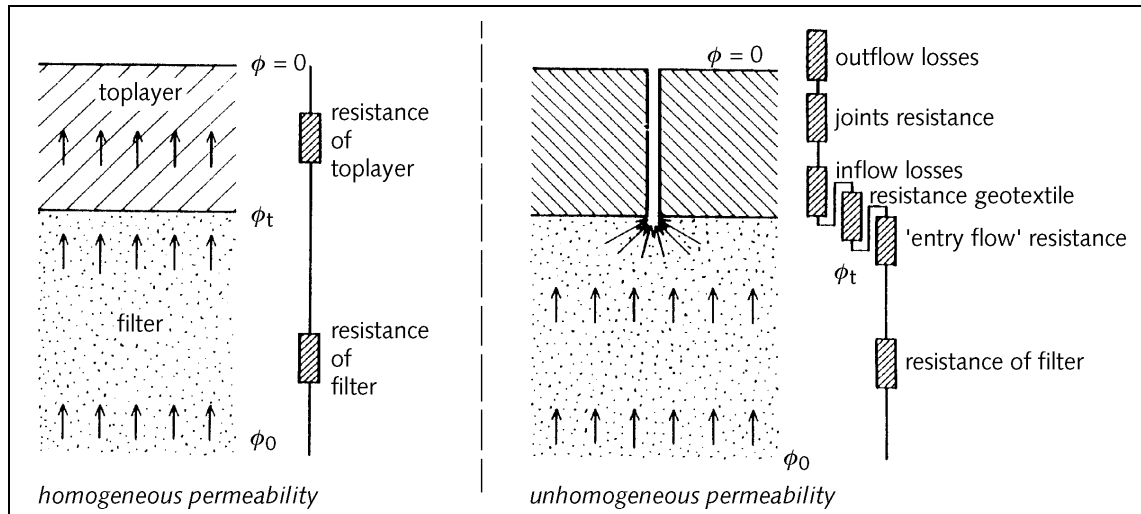 ϕ = 0
toplayer
resistance
of
toplayer
ϕt
filter
resistance
of
filter
ϕ0
homogeneous permeability
ϕ = 0
outflow losses
joints resistance
inflow losses
resistance geotextile
'entry flow' resistance
ϕt
resistance of filter
ϕ0
unhomogeneous permeability